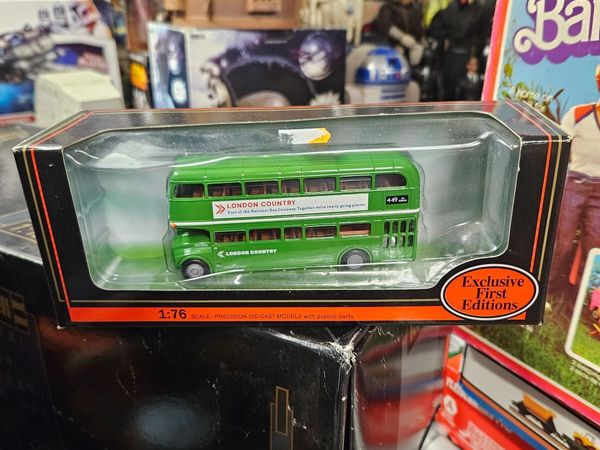 Barbie
LONDON COUNTRY
Part of the National Bus Company Together we're really going places
449
LONDON COUNTRY
Exclusive
First
Editions
1:76 SCALE - PRECISION DIE-CAST MODELS with plastic parts